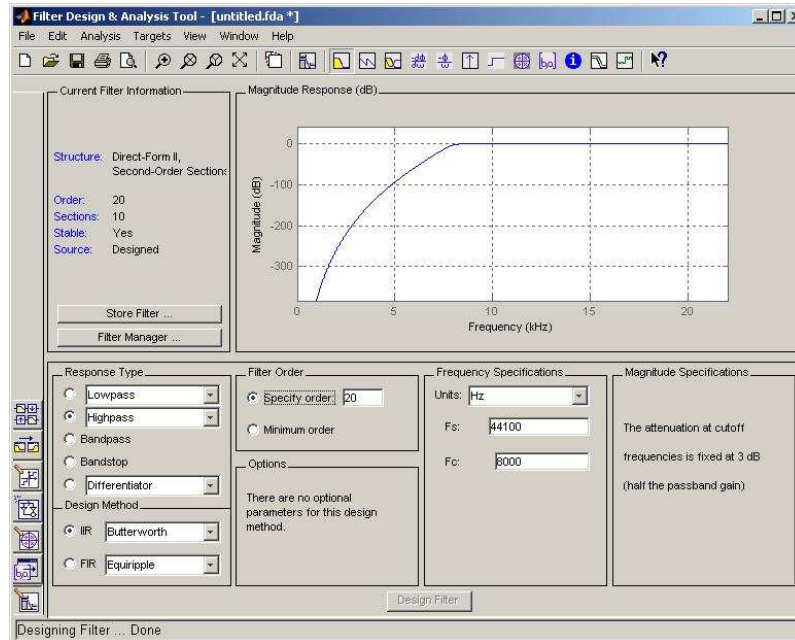 Filter Design & Analysis Tool - [untitled.fda *]
File Edit Analysis Targets View Window Help
Current Filter Information
Structure: Direct-Form II,
Second-Order Sections
Order: 20
Sections: 10
Stable: Yes
Source: Designed
Store Filter ...
Filter Manager ...
Magnitude Response (dB)
Magnitude (dB)
0
-100
-200
-300
0 5 10 15 20
Frequency (kHz)
Response Type
Lowpass
Highpass
Bandpass
Bandstop
Differentiator
Design Method
IIR Butterworth
FIR Equiripple
Filter Order
Specify order: 20
Minimum order
Options
There are no optional
parameters for this design
method.
Frequency Specifications
Units: Hz
Fs: 44100
Fc: 8000
Magnitude Specifications
The attenuation at cutoff
frequencies is fixed at 3 dB
(half the passband gain)
Design Filter
Designing Filter ... Done